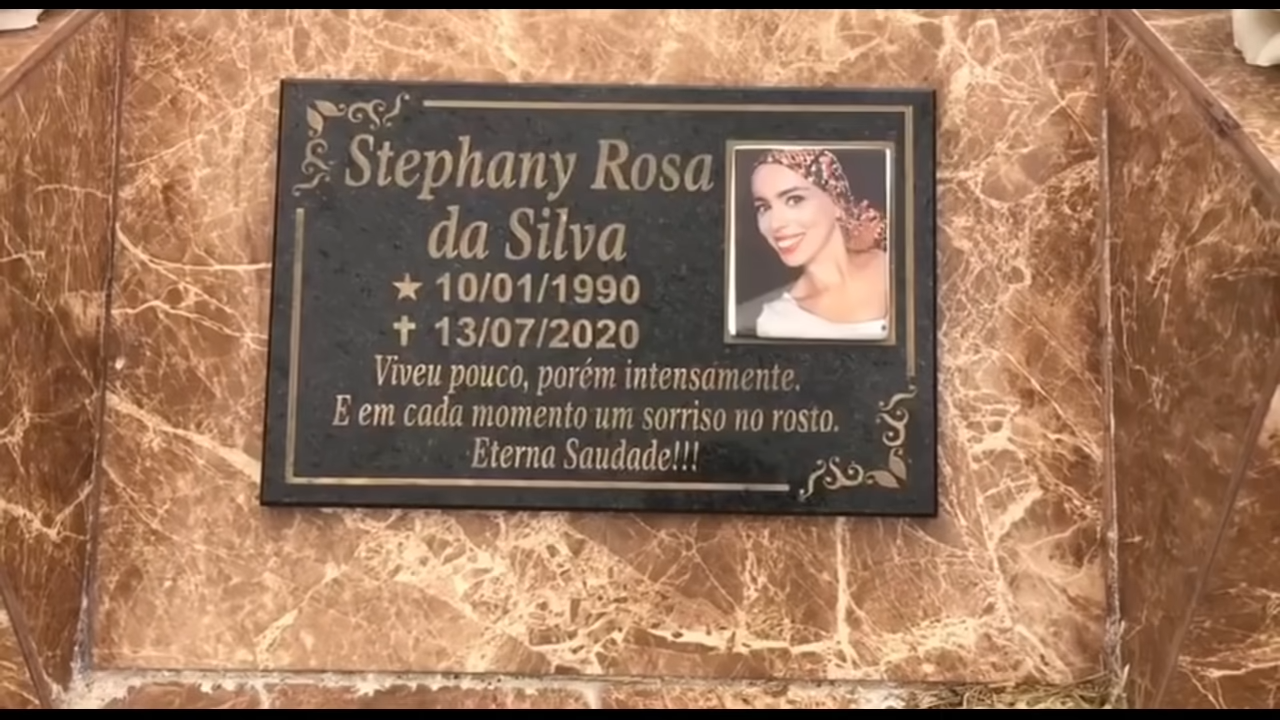 Stephany Rosa
da Silva
★ 10/01/1990
✝ 13/07/2020
Viveu pouco, porém intensamente.
E em cada momento um sorriso no rosto.
Eterna Saudade!!!